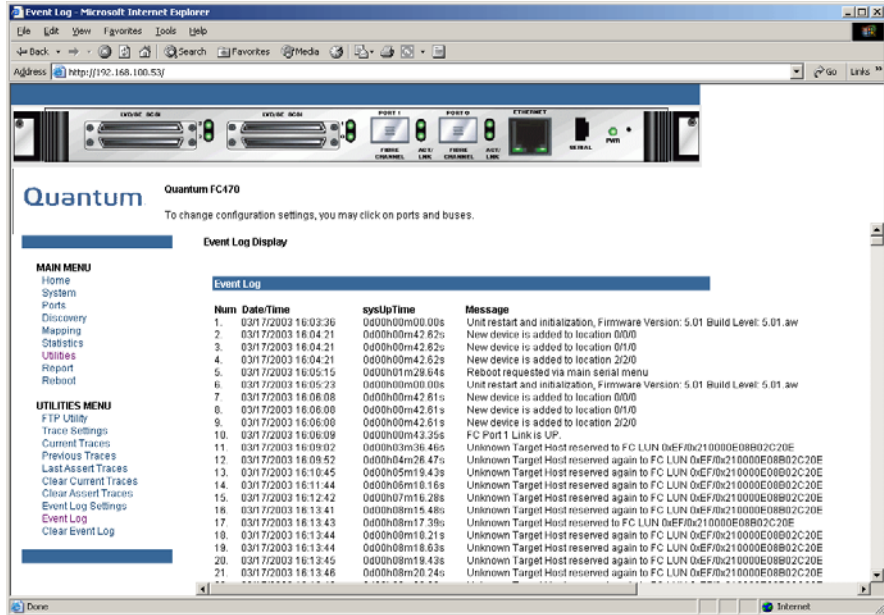 Event Log - Microsoft Internet Explorer
File Edit View Favorites Tools Help
Back Search Favorites Media
Address http://192.168.100.53/ Go Links »
LVD/SE SCSI LVD/SE SCSI PORT 1 PORT 0 ETHERNET
SERIAL PWR
FIBRE CHANNEL ACT/ LNK FIBRE CHANNEL ACT/ LNK
Quantum
Quantum FC470
To change configuration settings, you may click on ports and buses.
Event Log Display
MAIN MENU
Home
System
Ports
Discovery
Mapping
Statistics
Utilities
Report
Reboot
UTILITIES MENU
FTP Utility
Trace Settings
Current Traces
Previous Traces
Last Assert Traces
Clear Current Traces
Clear Assert Traces
Event Log Settings
Event Log
Clear Event Log
Event Log
Num Date/Time sysUpTime Message
1. 03/17/2003 16:03:36 0d00h00m00.00s Unit restart and initialization, Firmware Version: 5.01 Build Level: 5.01.aw
2. 03/17/2003 16:04:21 0d00h00m42.62s New device is added to location 0/0/0
3. 03/17/2003 16:04:21 0d00h00m42.62s New device is added to location 0/1/0
4. 03/17/2003 16:04:21 0d00h00m42.62s New device is added to location 2/2/0
5. 03/17/2003 16:05:15 0d00h01m29.64s Reboot requested via main serial menu
6. 03/17/2003 16:05:23 0d00h00m00.00s Unit restart and initialization, Firmware Version: 5.01 Build Level: 5.01.aw
7. 03/17/2003 16:06:08 0d00h00m42.61s New device is added to location 0/0/0
8. 03/17/2003 16:06:08 0d00h00m42.61s New device is added to location 0/1/0
9. 03/17/2003 16:06:08 0d00h00m42.61s New device is added to location 2/2/0
10. 03/17/2003 16:06:09 0d00h00m43.35s FC Port 1 Link is UP.
11. 03/17/2003 16:09:02 0d00h03m36.46s Unknown Target Host reserved to FC LUN 0xEF/0x210000E08B02C20E
12. 03/17/2003 16:09:52 0d00h04m26.47s Unknown Target Host reserved again to FC LUN 0xEF/0x210000E08B02C20E
13. 03/17/2003 16:10:45 0d00h05m19.43s Unknown Target Host reserved again to FC LUN 0xEF/0x210000E08B02C20E
14. 03/17/2003 16:11:44 0d00h06m18.16s Unknown Target Host reserved again to FC LUN 0xEF/0x210000E08B02C20E
15. 03/17/2003 16:12:42 0d00h07m16.28s Unknown Target Host reserved again to FC LUN 0xEF/0x210000E08B02C20E
16. 03/17/2003 16:13:41 0d00h08m15.48s Unknown Target Host reserved again to FC LUN 0xEF/0x210000E08B02C20E
17. 03/17/2003 16:13:43 0d00h08m17.39s Unknown Target Host reserved to FC LUN 0xEF/0x210000E08B02C20E
18. 03/17/2003 16:13:44 0d00h08m18.21s Unknown Target Host reserved again to FC LUN 0xEF/0x210000E08B02C20E
19. 03/17/2003 16:13:44 0d00h08m18.63s Unknown Target Host reserved again to FC LUN 0xEF/0x210000E08B02C20E
20. 03/17/2003 16:13:45 0d00h08m19.43s Unknown Target Host reserved again to FC LUN 0xEF/0x210000E08B02C20E
21. 03/17/2003 16:13:46 0d00h08m20.24s Unknown Target Host reserved again to FC LUN 0xEF/0x210000E08B02C20E
Done Internet